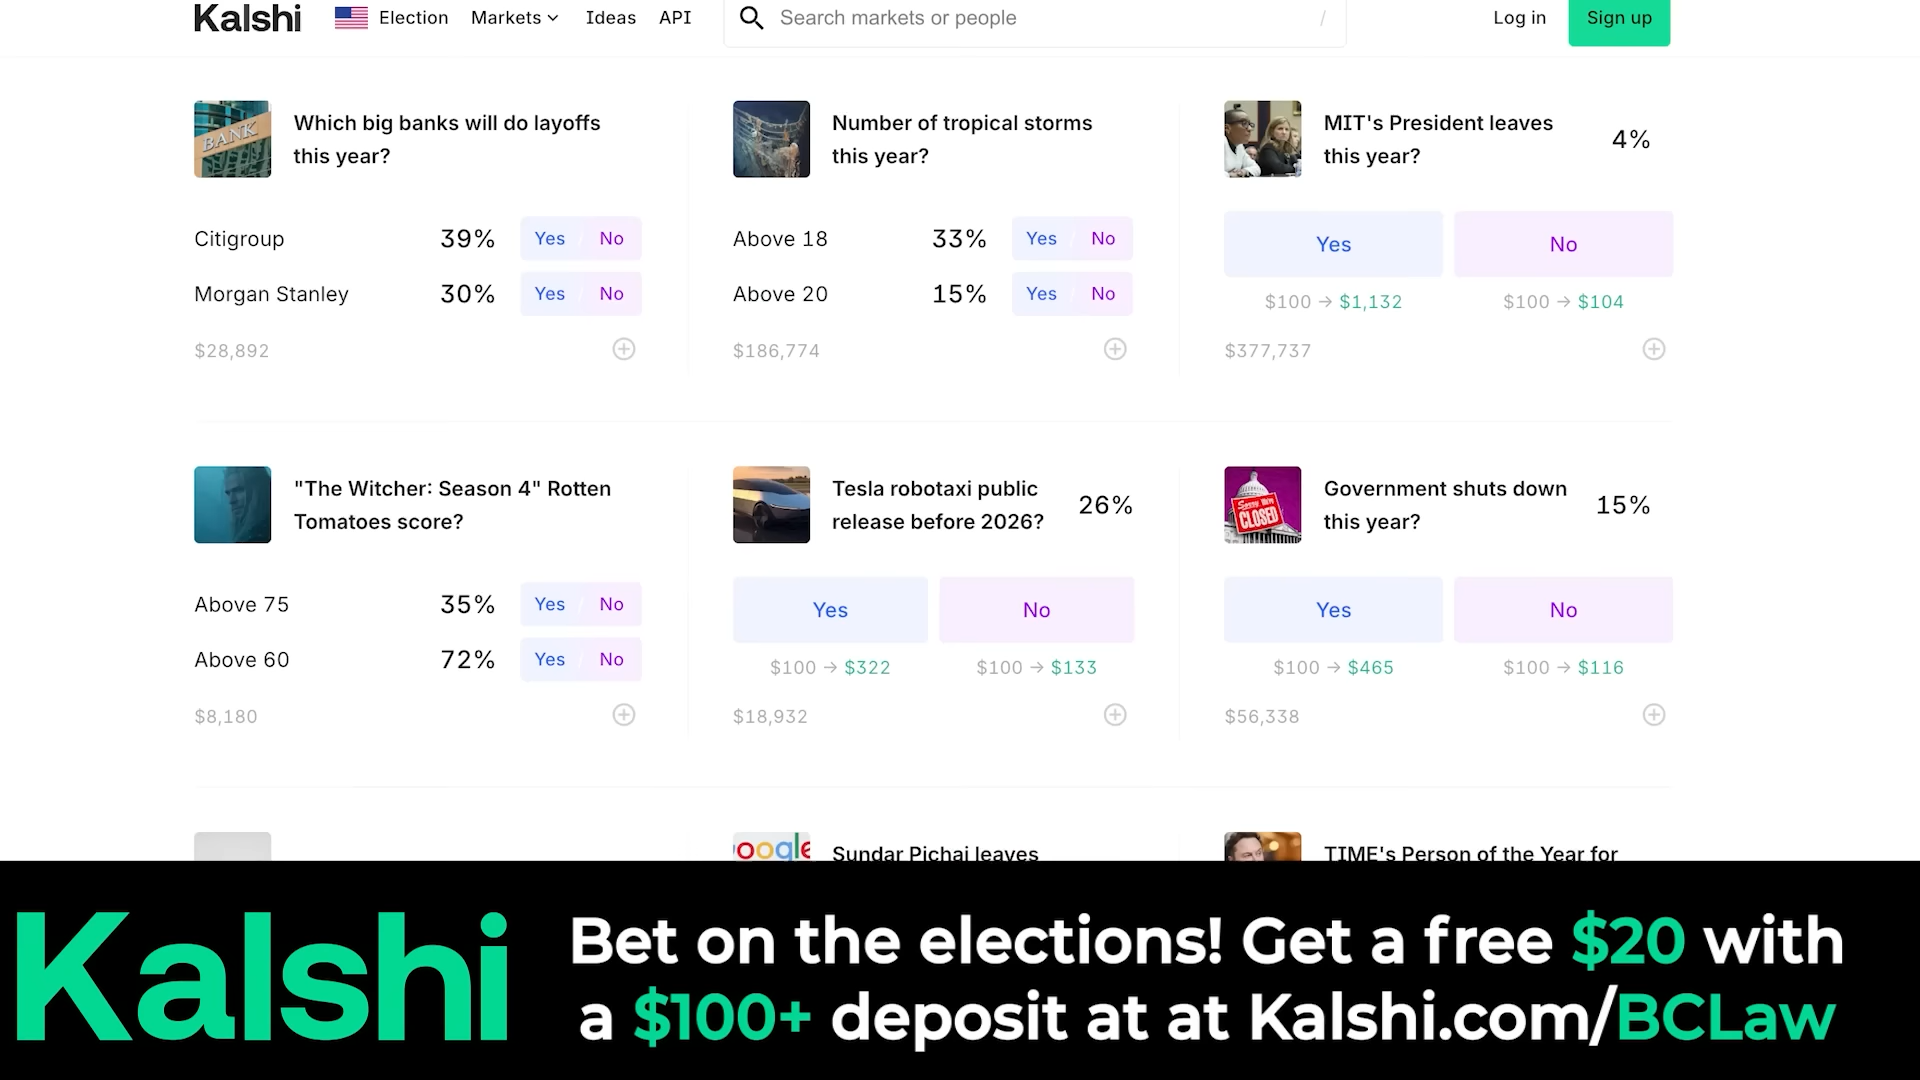 Kalshi Election Markets Ideas API Search markets or people / Log in Sign up
BANK
Which big banks will do layoffs
this year?
Citigroup 39% Yes No
Morgan Stanley 30% Yes No
$28,892
Number of tropical storms
this year?
Above 18 33% Yes No
Above 20 15% Yes No
$186,774
MIT's President leaves
this year?
4%
Yes No
$100 → $1,132 $100 → $104
$377,737
"The Witcher: Season 4" Rotten
Tomatoes score?
Above 75 35% Yes No
Above 60 72% Yes No
$8,180
Tesla robotaxi public
release before 2026?
26%
Yes No
$100 → $322 $100 → $133
$18,932
Sorry We're
CLOSED
Government shuts down
this year?
15%
Yes No
$100 → $465 $100 → $116
$56,338
oogle
Sundar Pichai leaves
TIME's Person of the Year for
Kalshi
Bet on the elections! Get a free $20 with
a $100+ deposit at at Kalshi.com/BCLaw